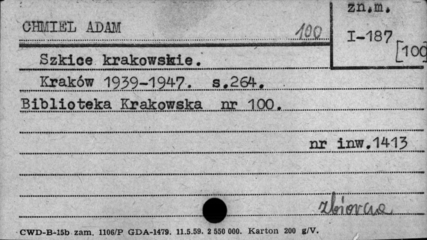 zn.m.
CHMIEL ADAM 100 I-187
[100]
Szkice krakowskie.
Kraków 1939-1947. s.264.
Biblioteka Krakowska nr 100.
nr inw.1413
zbiorcza
CWD-B-15b zam. 1106/P GDA-1479. 11.5.59. 2 550 000. Karton 200 g/V.